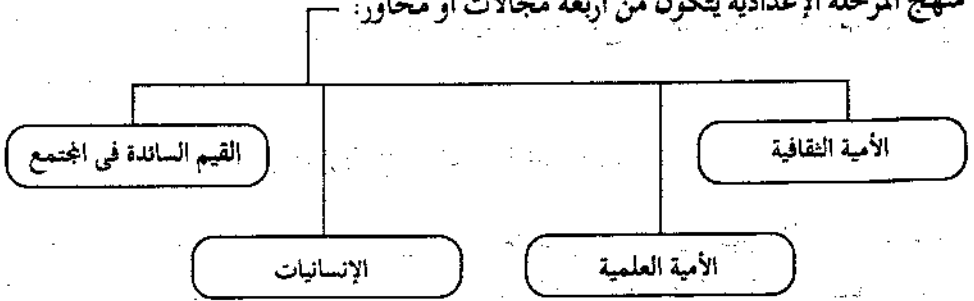 منهج المرحلة الإعدادية يتكون من أربعة مجالات أو محاور:
الأمية الثقافية
القيم السائدة فى المجتمع
الأمية العلمية
الإنسانيات